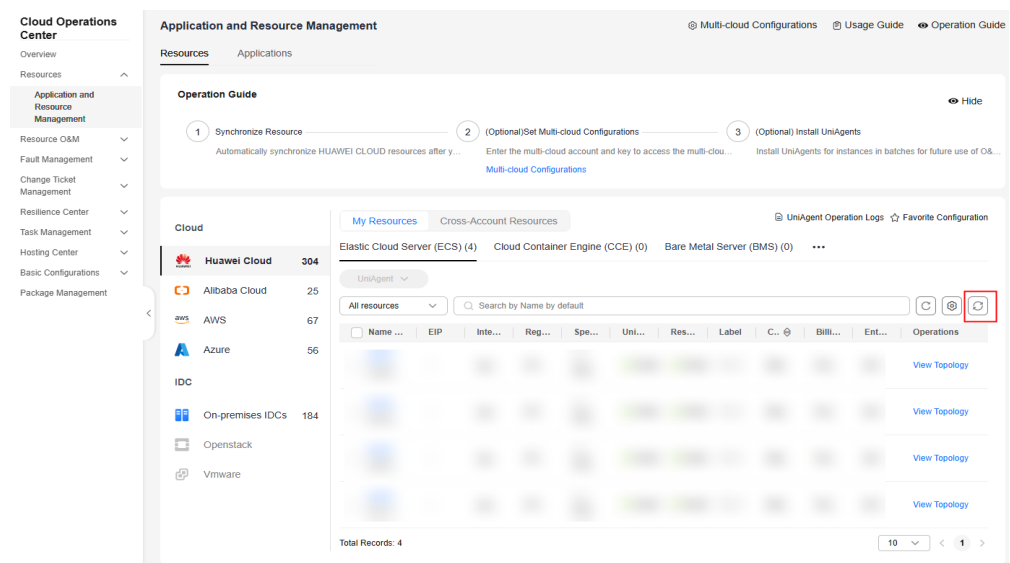 Cloud Operations
Center
Overview
Resources
Application and
Resource
Management
Resource O&M
Fault Management
Change Ticket
Management
Resilience Center
Task Management
Hosting Center
Basic Configurations
Package Management
Application and Resource Management
Multi-cloud Configurations
Usage Guide
Operation Guide
Resources
Applications
Operation Guide
Hide
1
Synchronize Resource
Automatically synchronize HUAWEI CLOUD resources after y...
2
(Optional)Set Multi-cloud Configurations
Enter the multi-cloud account and key to access the multi-clou...
Multi-cloud Configurations
3
(Optional) Install UniAgents
Install UniAgents for instances in batches for future use of O&...
Cloud
Huawei Cloud 304
Alibaba Cloud 25
aws AWS 67
Azure 56
IDC
On-premises IDCs 184
Openstack
Vmware
My Resources
Cross-Account Resources
UniAgent Operation Logs
Favorite Configuration
Elastic Cloud Server (ECS) (4)
Cloud Container Engine (CCE) (0)
Bare Metal Server (BMS) (0)
•••
UniAgent
All resources
Search by Name by default
Name ... EIP Inte... Reg... Spe... Uni... Res... Label C... Billi... Ent... Operations
View Topology
View Topology
View Topology
View Topology
Total Records: 4
10
< 1 >